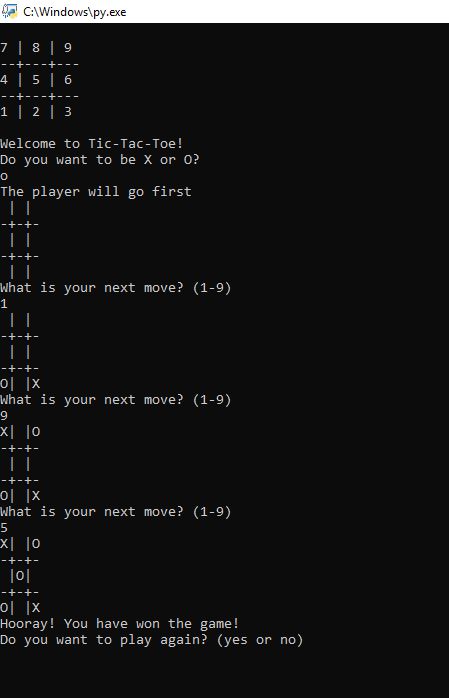 C:\Windows\py.exe
7 | 8 | 9
--+---+---
4 | 5 | 6
--+---+---
1 | 2 | 3
Welcome to Tic-Tac-Toe!
Do you want to be X or O?
o
The player will go first
 | |
-+-+-
 | |
-+-+-
 | |
What is your next move? (1-9)
1
 | |
-+-+-
 | |
-+-+-
O| |X
What is your next move? (1-9)
9
X| |O
-+-+-
 | |
-+-+-
O| |X
What is your next move? (1-9)
5
X| |O
-+-+-
 |O|
-+-+-
O| |X
Hooray! You have won the game!
Do you want to play again? (yes or no)